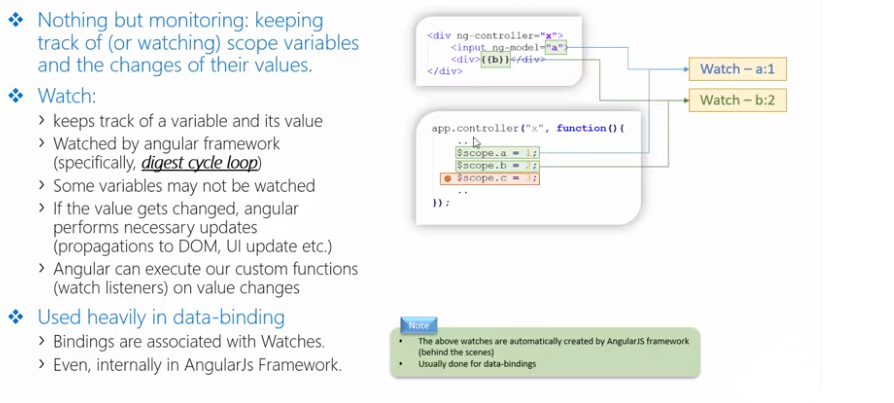 Nothing but monitoring: keeping
track of (or watching) scope variables
and the changes of their values.
Watch:
keeps track of a variable and its value
Watched by angular framework
(specifically, digest cycle loop)
Some variables may not be watched
If the value gets changed, angular
performs necessary updates
(propagations to DOM, UI update etc.)
Angular can execute our custom functions
(watch listeners) on value changes
Used heavily in data-binding
Bindings are associated with Watches.
Even, internally in AngularJs Framework.
<div ng-controller="x">
<input ng-model="a">
<div>{{b}}</div>
</div>
Watch – a:1
Watch – b:2
app.controller("x", function(){
..
$scope.a = 1;
$scope.b = 2;
$scope.c = 3;
..
});
Note
The above watches are automatically created by AngularJS framework
(behind the scenes)
Usually done for data-bindings